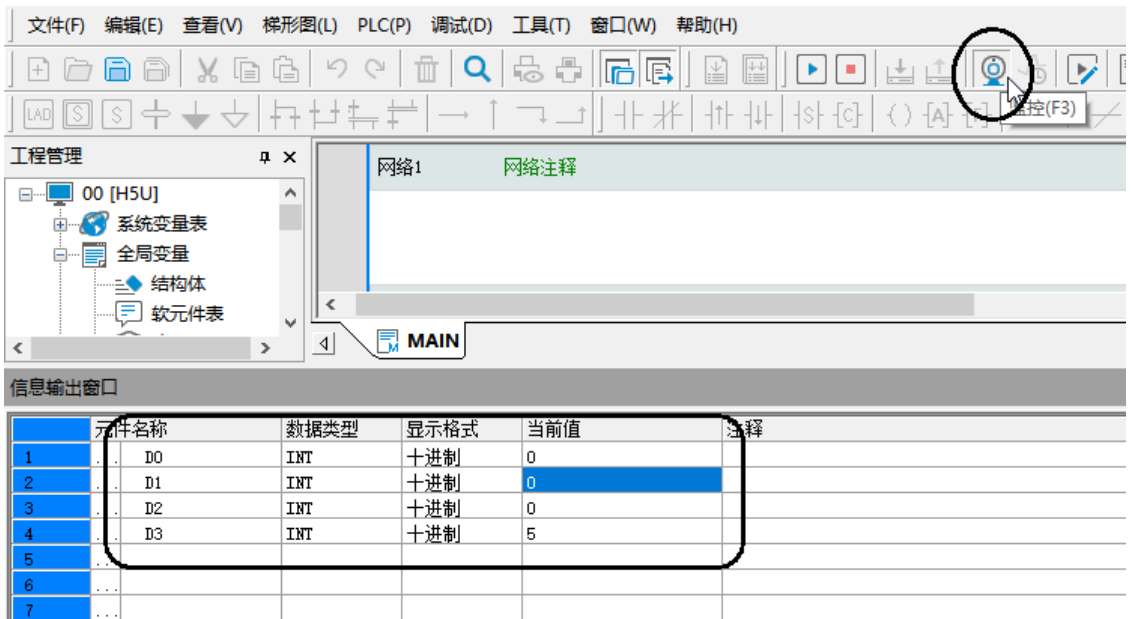 文件(F) 编辑(E) 查看(V) 梯形图(L) PLC(P) 调试(D) 工具(T) 窗口(W) 帮助(H)
LAD S S S C A
监控(F3)
工程管理
00 [H5U]
系统变量表
全局变量
结构体
软元件表
网络1 网络注释
MAIN
信息输出窗口
元件名称 数据类型 显示格式 当前值 注释
1 ... D0 INT 十进制 0
2 ... D1 INT 十进制 0
3 ... D2 INT 十进制 0
4 ... D3 INT 十进制 5
5 ...
6 ...
7 ...